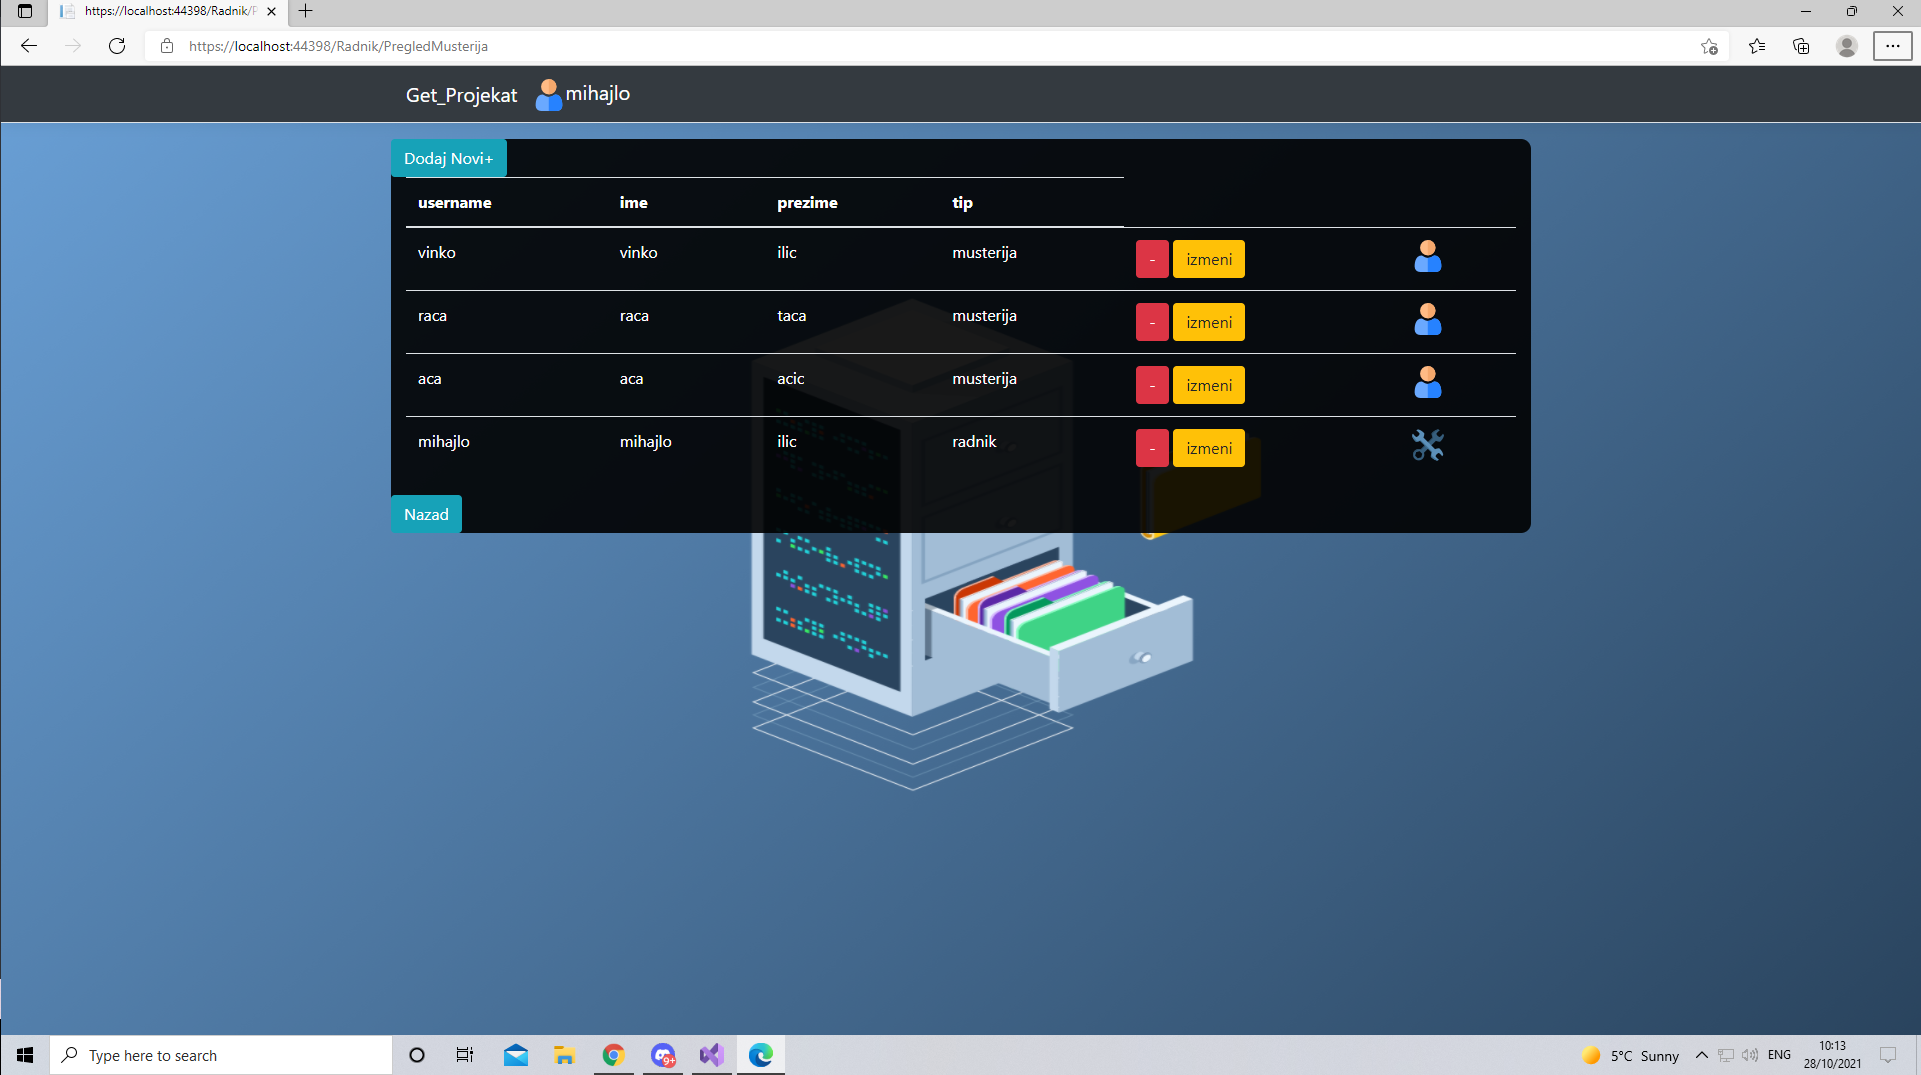 https://localhost:44398/Radnik/P
https://localhost:44398/Radnik/PregledMusterija
Get_Projekat mihajlo
Dodaj Novi+
username ime prezime tip
vinko vinko ilic musterija - izmeni
raca raca taca musterija - izmeni
aca aca acic musterija - izmeni
mihajlo mihajlo ilic radnik - izmeni
Nazad
Type here to search
9+
5°C Sunny
ENG
10:13
28/10/2021